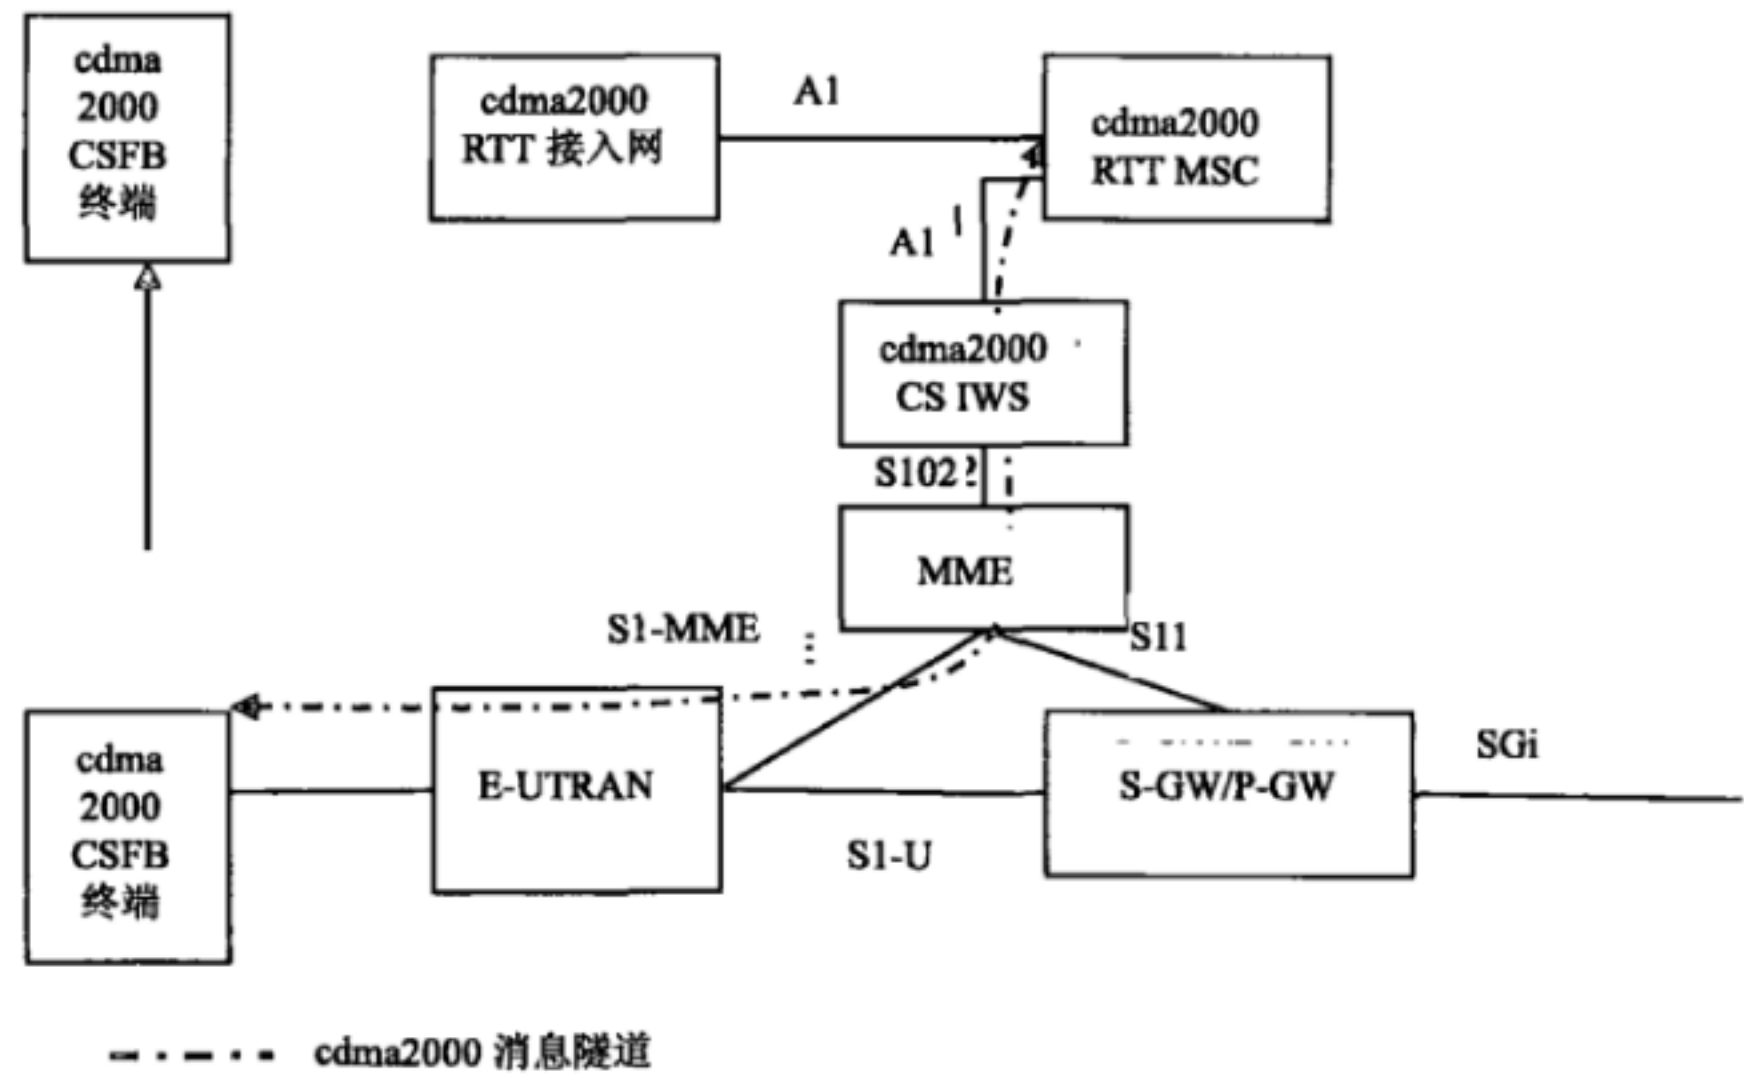 cdma
2000
CSFB
终端
cdma2000
RTT 接入网
A1
cdma2000
RTT MSC
A1
cdma2000
CS IWS
S102
MME
S1-MME
S11
cdma
2000
CSFB
终端
E-UTRAN
S-GW/P-GW
SGi
S1-U
cdma2000 消息隧道